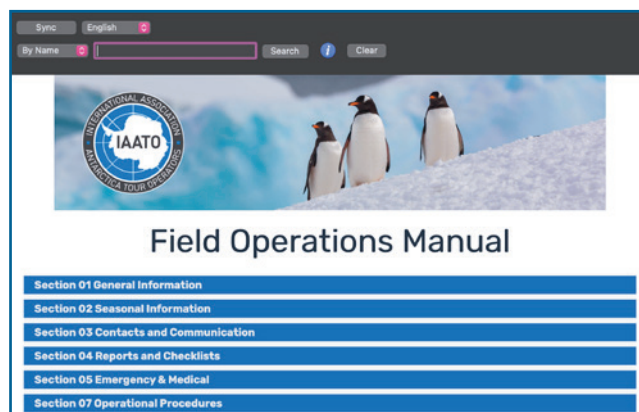 Sync English
By Name Search i Clear
INTERNATIONAL ASSOCIATION
IAATO
ANTARCTICA TOUR OPERATORS
Field Operations Manual
Section 01 General Information
Section 02 Seasonal Information
Section 03 Contacts and Communication
Section 04 Reports and Checklists
Section 05 Emergency & Medical
Section 07 Operational Procedures